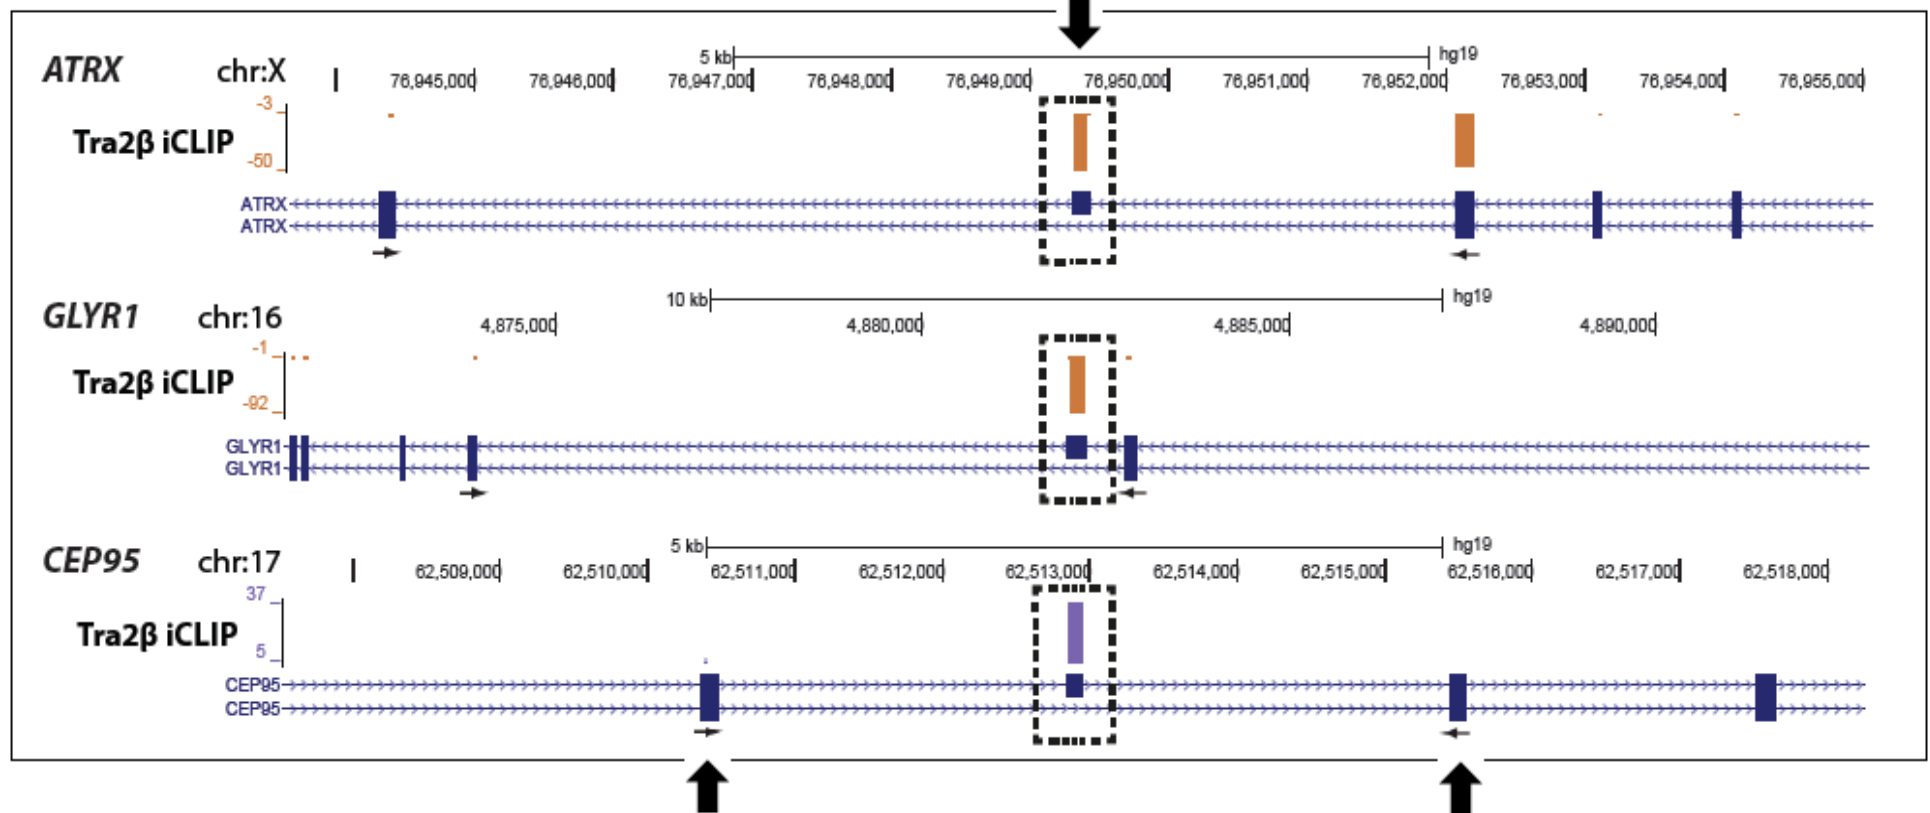 5 kb hg19
ATRX chr:X 76,945,000 76,946,000 76,947,000 76,948,000 76,949,000 76,950,000 76,951,000 76,952,000 76,953,000 76,954,000 76,955,000
-3
Tra2β iCLIP
-50
ATRX
ATRX
10 kb hg19
GLYR1 chr:16 4,875,000 4,880,000 4,885,000 4,890,000
-1
Tra2β iCLIP
-92
GLYR1
GLYR1
5 kb hg19
CEP95 chr:17 62,509,000 62,510,000 62,511,000 62,512,000 62,513,000 62,514,000 62,515,000 62,516,000 62,517,000 62,518,000
37
Tra2β iCLIP
5
CEP95
CEP95